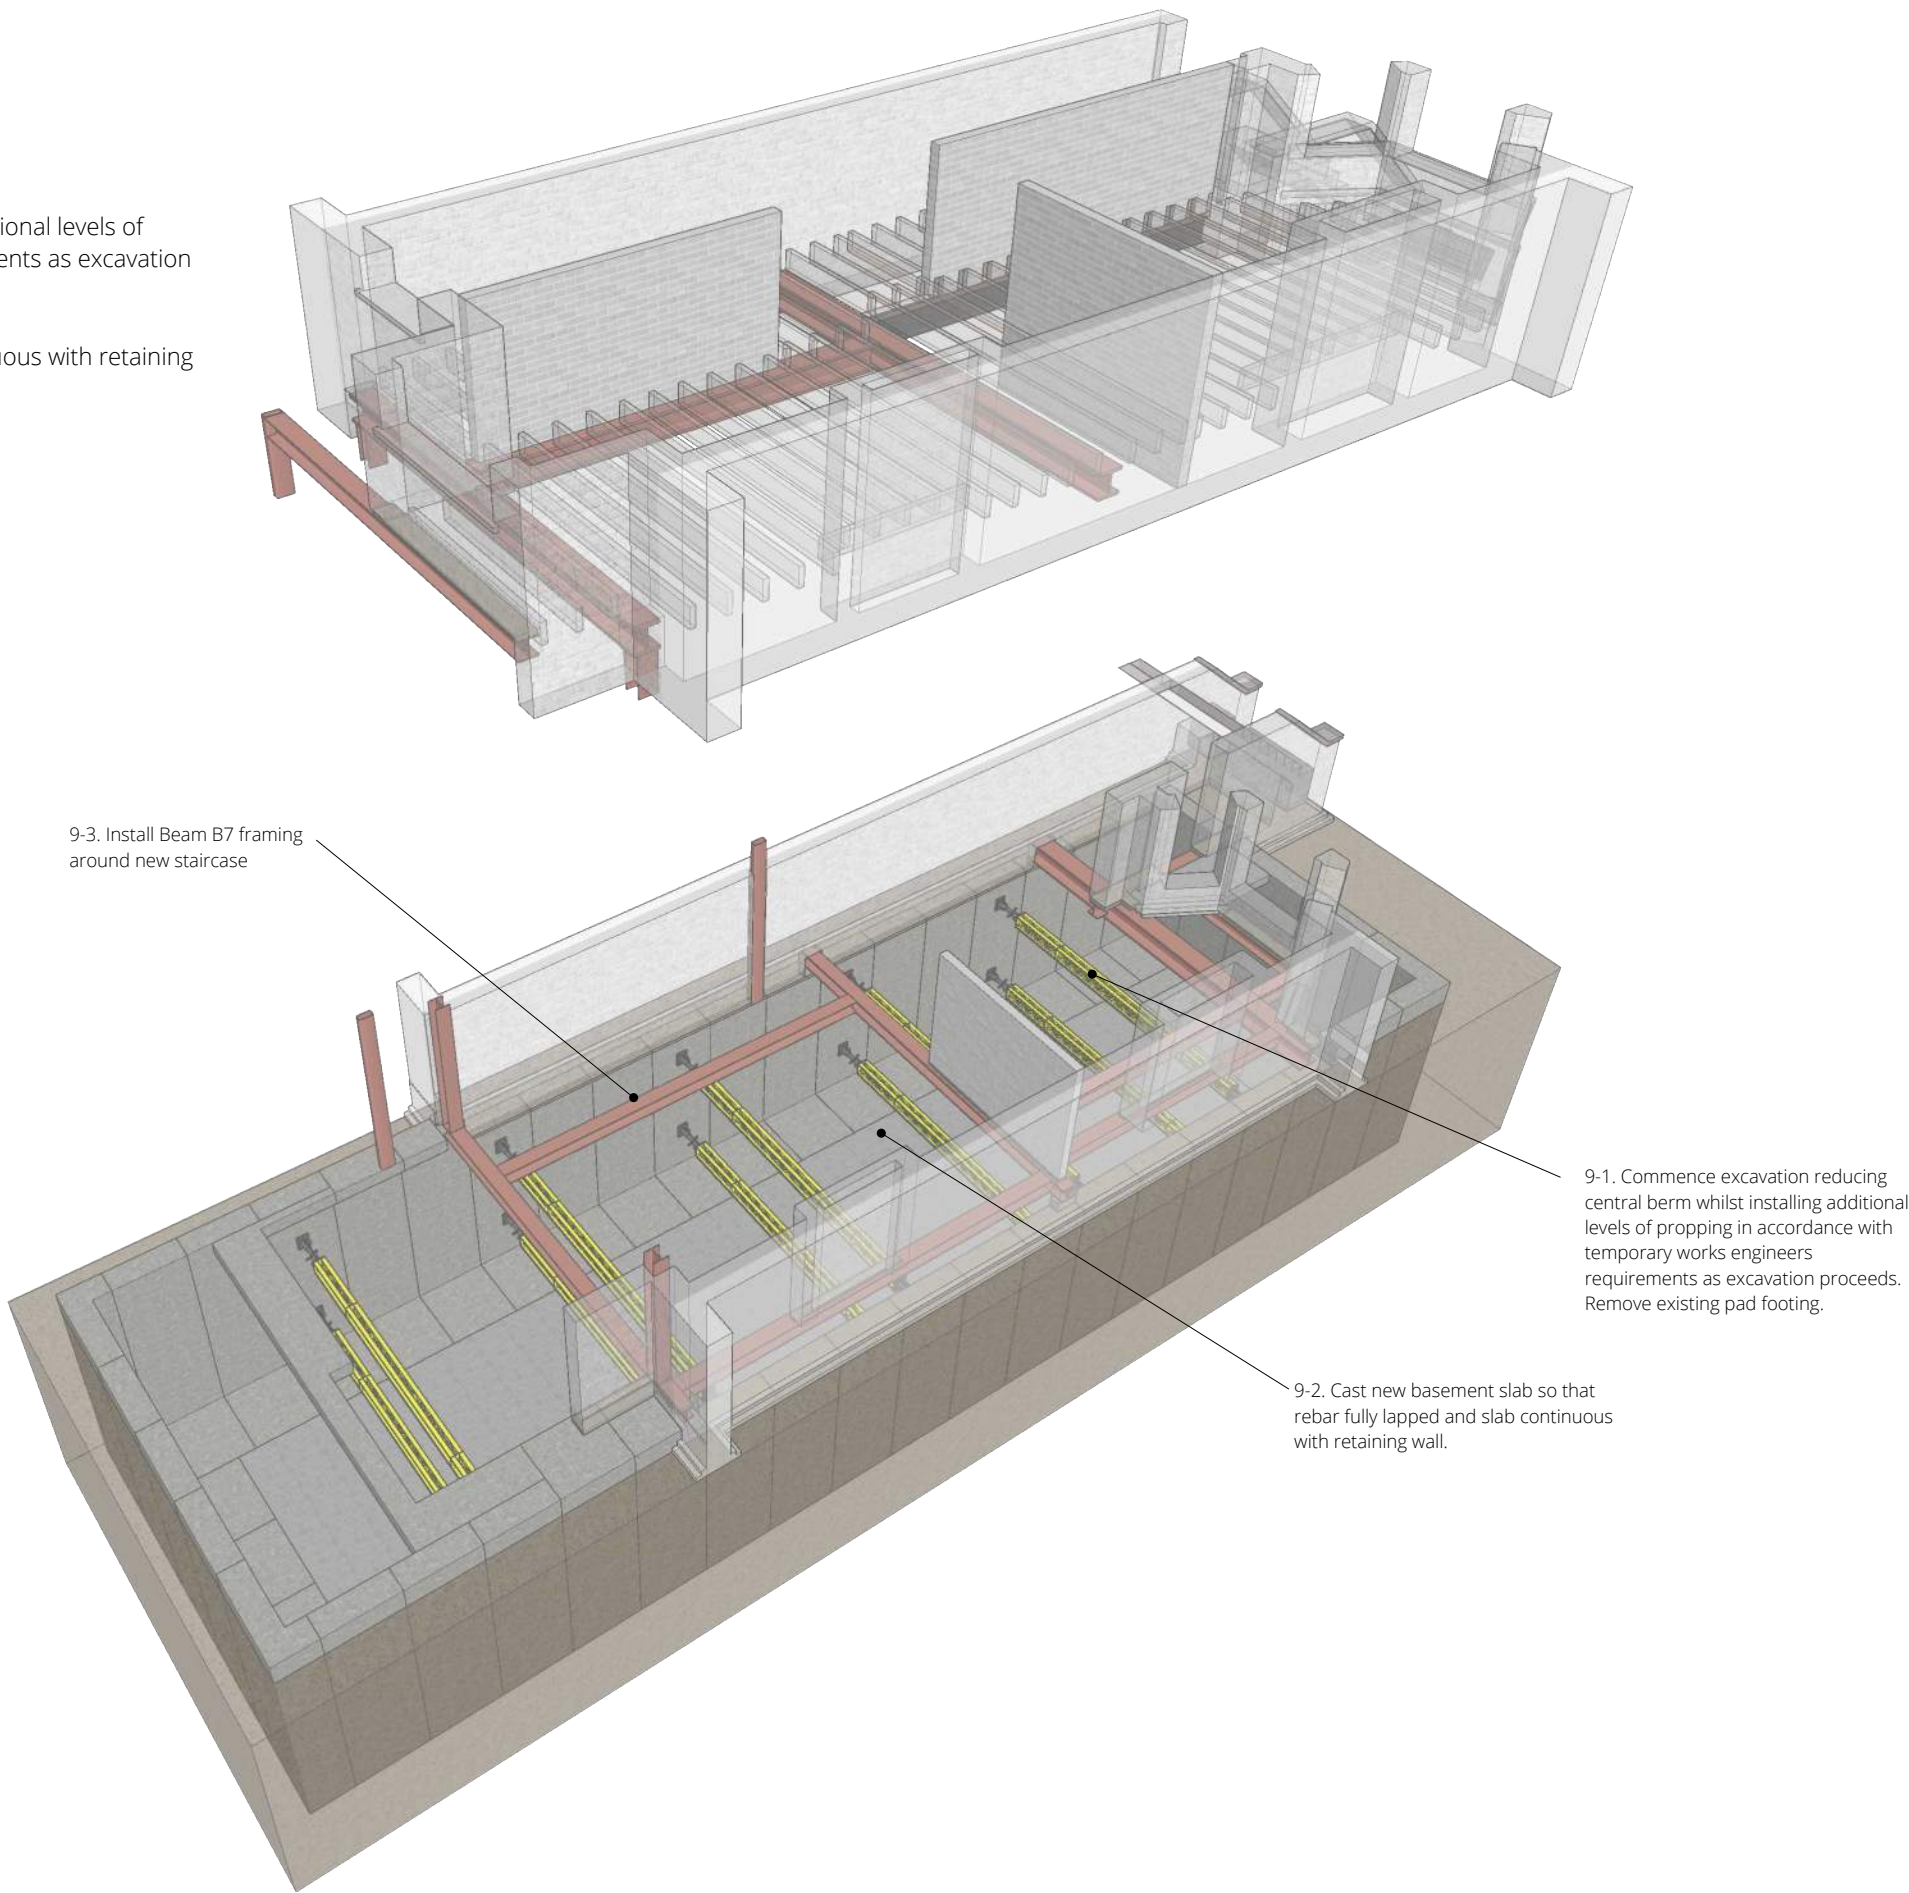 ional levels of
ents as excavation
uous with retaining
9-3. Install Beam B7 framing
around new staircase
9-1. Commence excavation reducing
central berm whilst installing additional
levels of propping in accordance with
temporary works engineers
requirements as excavation proceeds.
Remove existing pad footing.
9-2. Cast new basement slab so that
rebar fully lapped and slab continuous
with retaining wall.